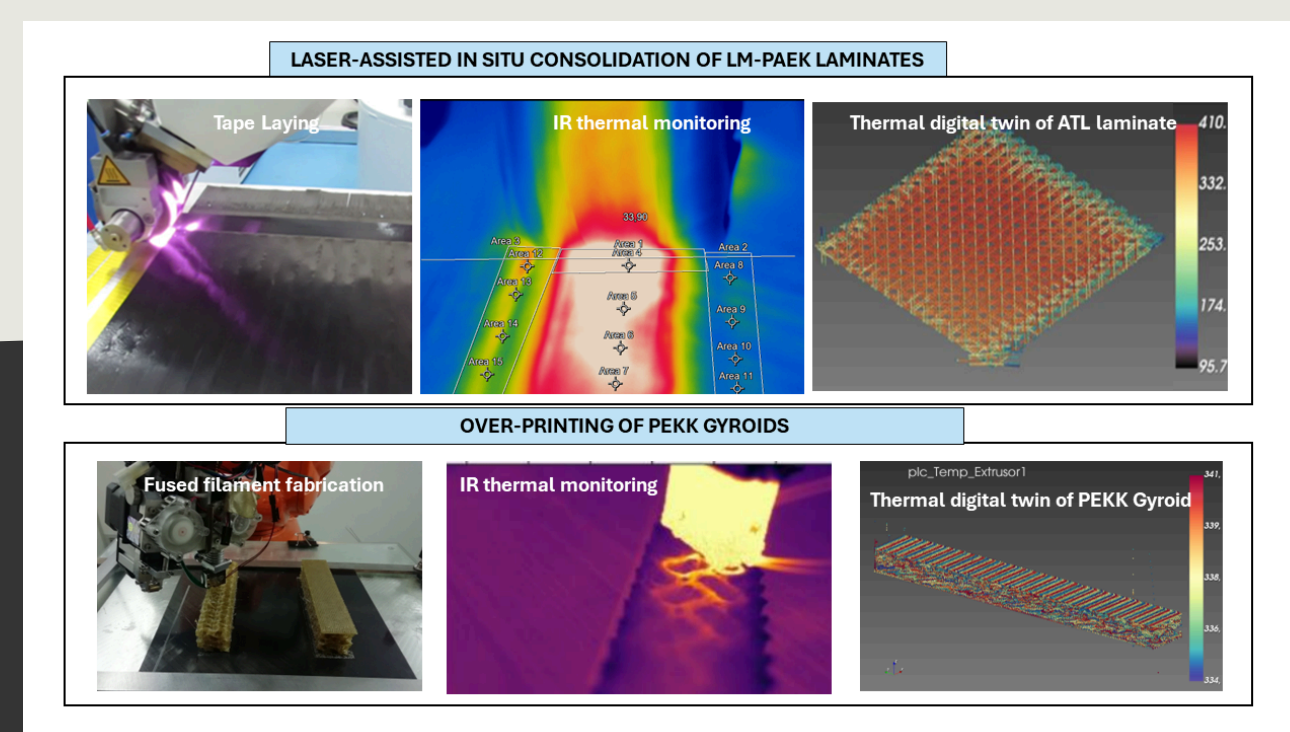 LASER-ASSISTED IN SITU CONSOLIDATION OF LM-PAEK LAMINATES
Tape Laying
IR thermal monitoring
Thermal digital twin of ATL laminate
410.
332.
253.
174.
95.7
33,90
Area 3
Area 1
Area 2
Area 12
Area 4
Area 8
Area 13
Area 5
Area 9
Area 14
Area 6
Area 10
Area 15
Area 7
Area 11
OVER-PRINTING OF PEKK GYROIDS
Fused filament fabrication
IR thermal monitoring
plc_Temp_Extrusor1
Thermal digital twin of PEKK Gyroid
341,
339,
338,
336,
334,